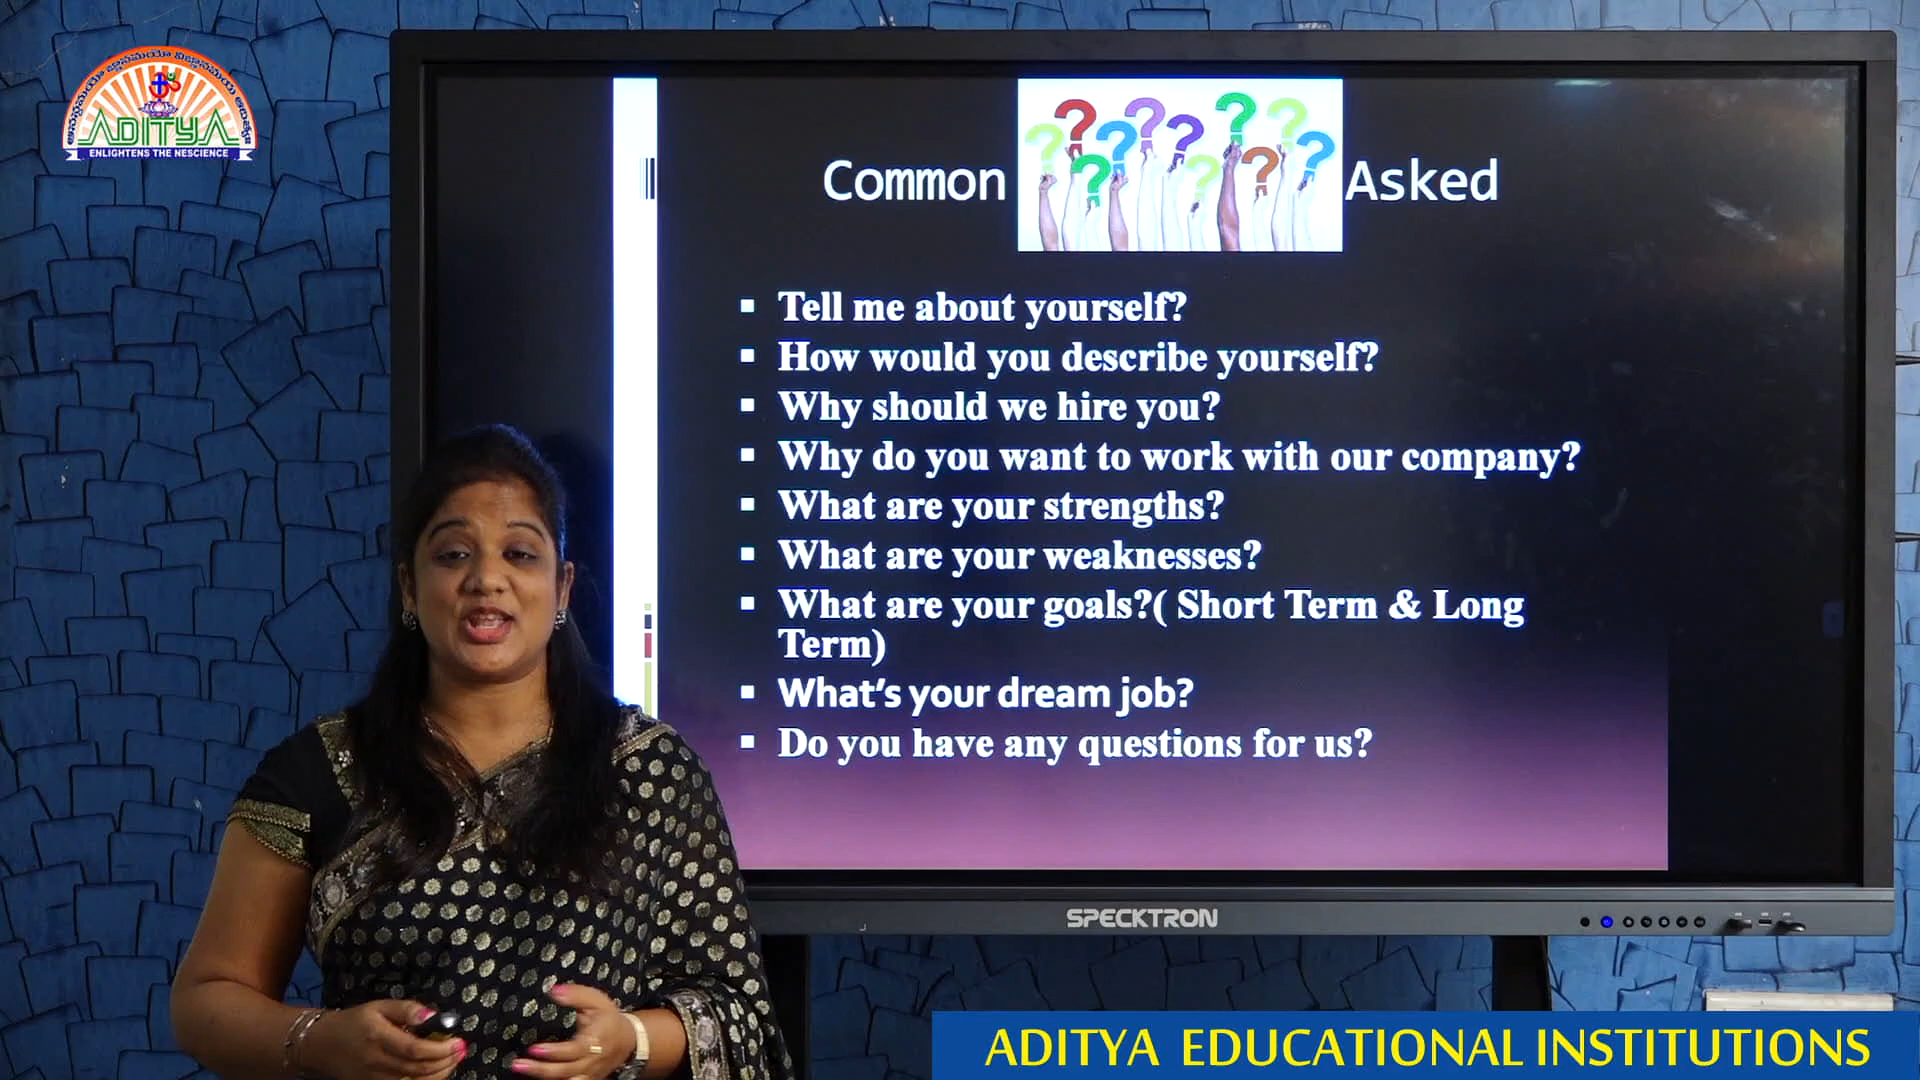 ADITYA
ENLIGHTENS THE NESCIENCE
Common Asked
Tell me about yourself?
How would you describe yourself?
Why should we hire you?
Why do you want to work with our company?
What are your strengths?
What are your weaknesses?
What are your goals?( Short Term & Long
Term)
What's your dream job?
Do you have any questions for us?
SPECKTRON
ADITYA EDUCATIONAL INSTITUTIONS